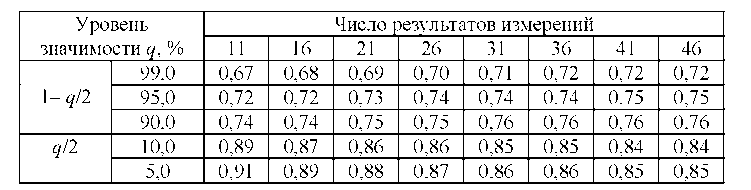 Уровень значимости q, % Число результатов измерений
11 16 21 26 31 36 41 46
1– q/2 99,0 0,67 0,68 0,69 0,70 0,71 0,72 0,72 0,72
95,0 0,72 0,72 0,73 0,74 0,74 0.74 0.75 0,75
90.0 0,74 0,74 0,75 0,75 0,76 0,76 0,76 0,76
q/2 10,0 0,89 0,87 0,86 0,86 0,85 0,85 0,84 0,84
5,0 0,91 0,89 0,88 0,87 0,86 0,86 0,85 0,85